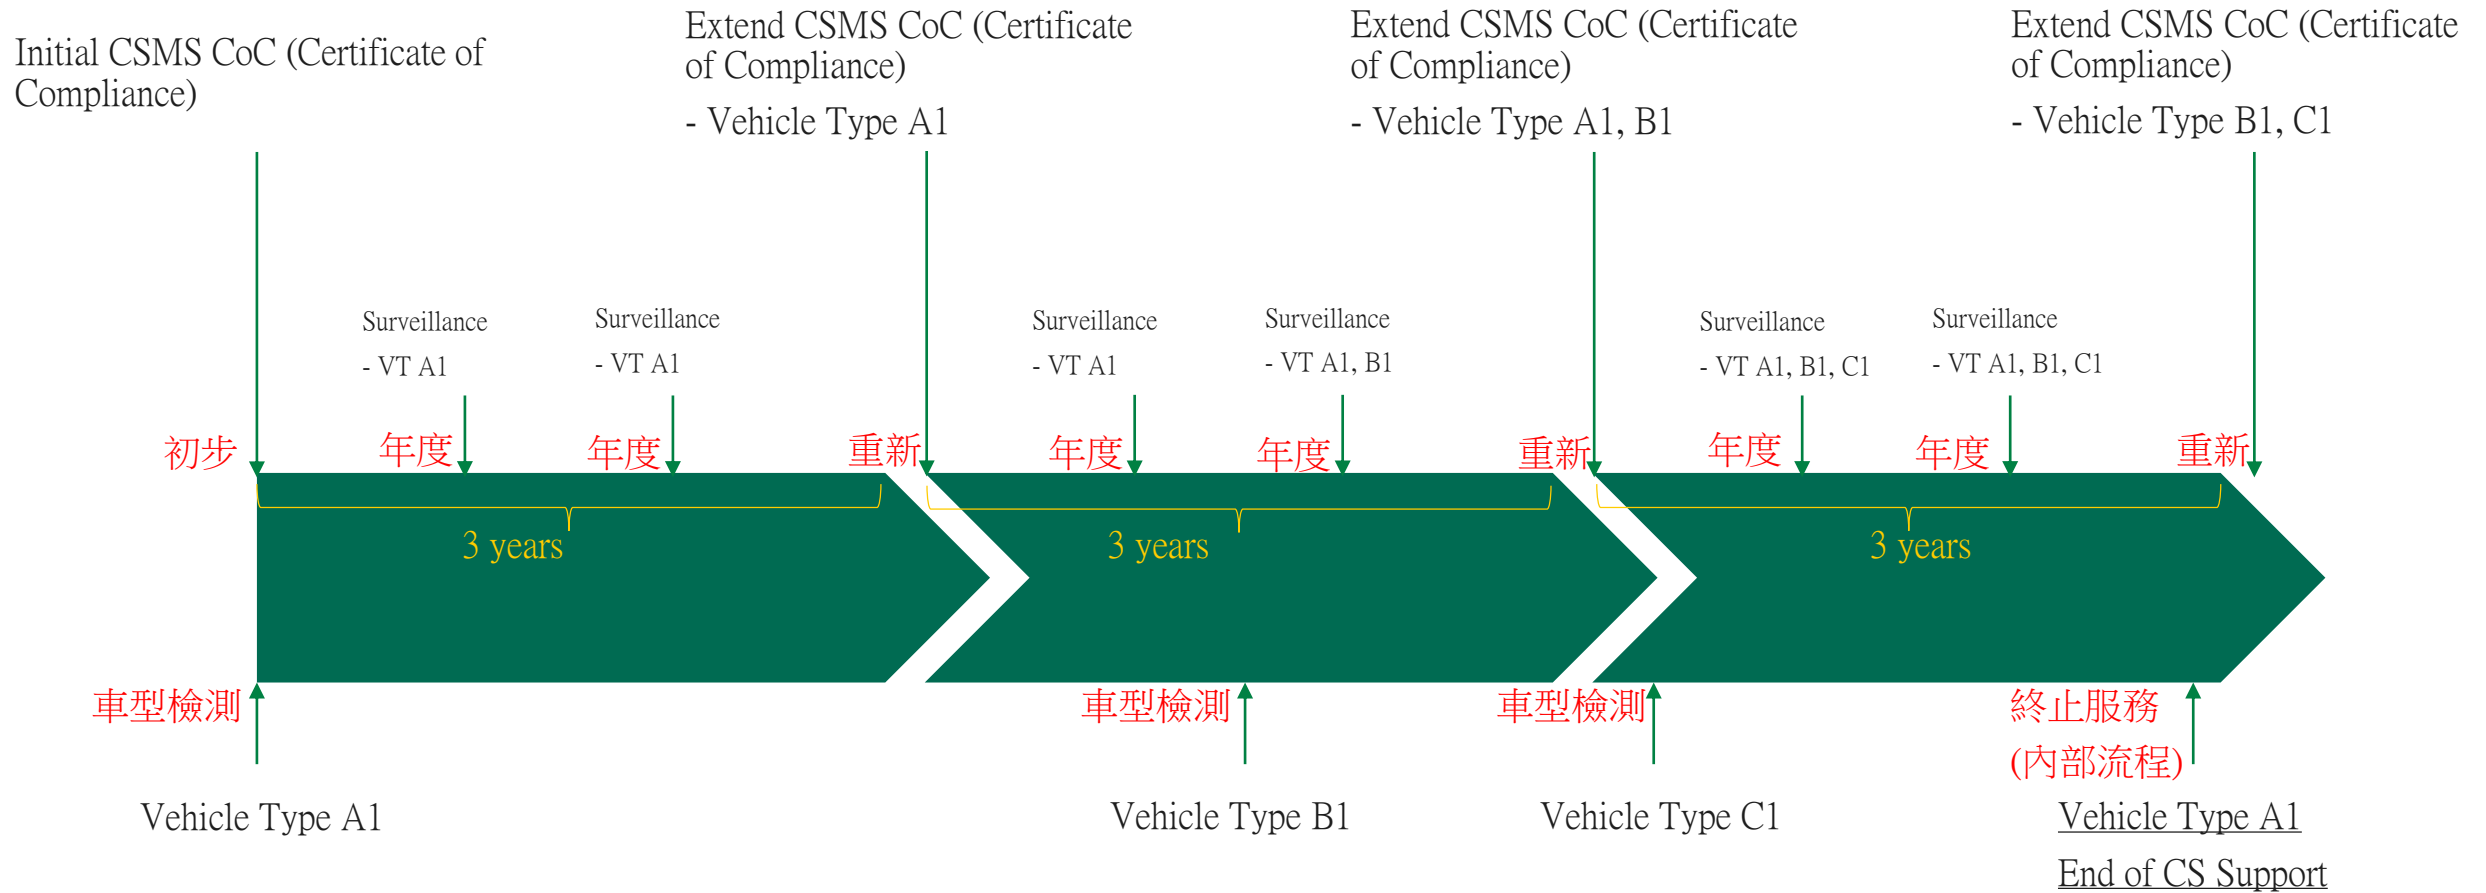 Initial CSMS CoC (Certificate of
Compliance)
Extend CSMS CoC (Certificate
of Compliance)
- Vehicle Type A1
Extend CSMS CoC (Certificate
of Compliance)
- Vehicle Type A1, B1
Extend CSMS CoC (Certificate
of Compliance)
- Vehicle Type B1, C1
Surveillance
- VT A1
Surveillance
- VT A1
Surveillance
- VT A1
Surveillance
- VT A1, B1
Surveillance
- VT A1, B1, C1
Surveillance
- VT A1, B1, C1
初步
年度
年度
重新
年度
年度
重新
年度
年度
重新
3 years
3 years
3 years
車型檢測
車型檢測
車型檢測
終止服務
(內部流程)
Vehicle Type A1
Vehicle Type B1
Vehicle Type C1
Vehicle Type A1
End of CS Support